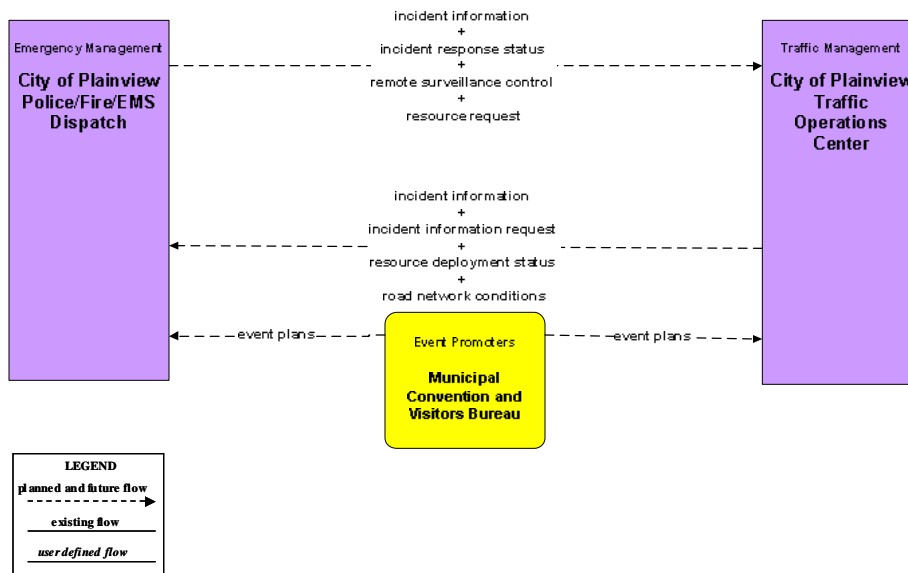 Emergency Management
City of Plainview
Police/Fire/EMS
Dispatch
incident information
+
incident response status
+
remote surveillance control
+
resource request
Traffic Management
City of Plainview
Traffic
Operations
Center
incident information
+
incident information request
+
resource deployment status
+
road network conditions
event plans
Event Promoters
Municipal
Convention and
Visitors Bureau
event plans
LEGEND
planned and future flow
existing flow
user defined flow